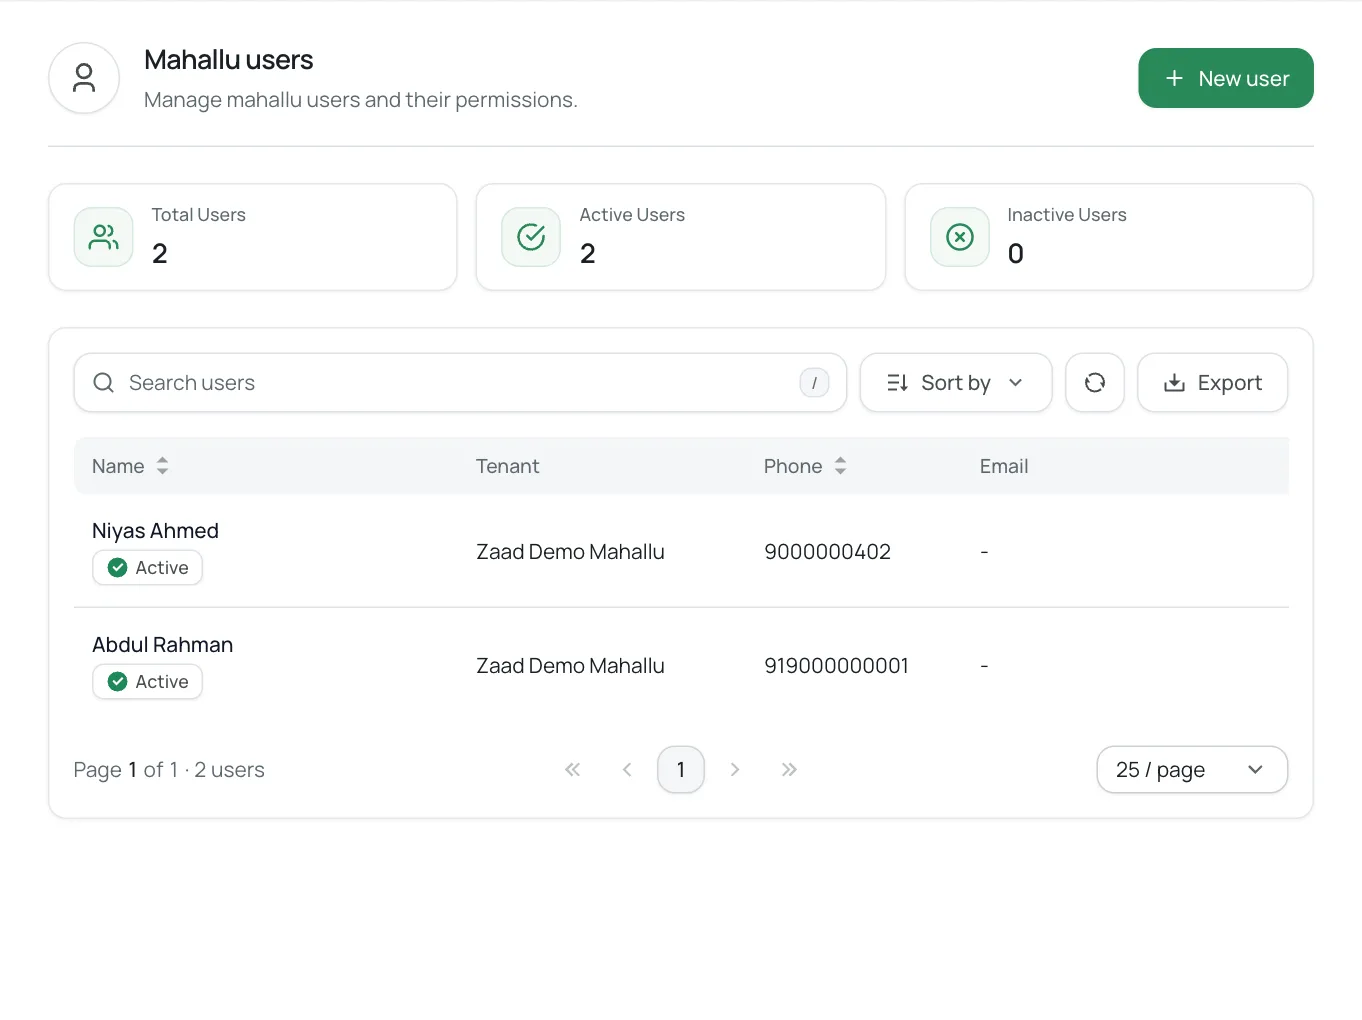 Mahallu users
Manage mahallu users and their permissions.
+ New user
Total Users
2
Active Users
2
Inactive Users
0
Search users /
Sort by
Export
Name Tenant Phone Email
Niyas Ahmed
Active
Zaad Demo Mahallu 9000000402 -
Abdul Rahman
Active
Zaad Demo Mahallu 919000000001 -
Page 1 of 1 · 2 users
« ‹ 1 › »
25 / page